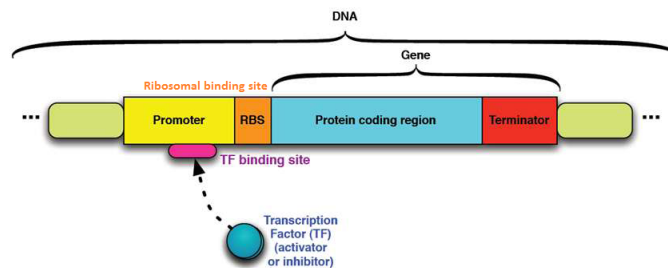 DNA
Gene
Ribosomal binding site
... Promoter RBS Protein coding region Terminator ...
TF binding site
Transcription
Factor (TF)
(activator
or inhibitor)